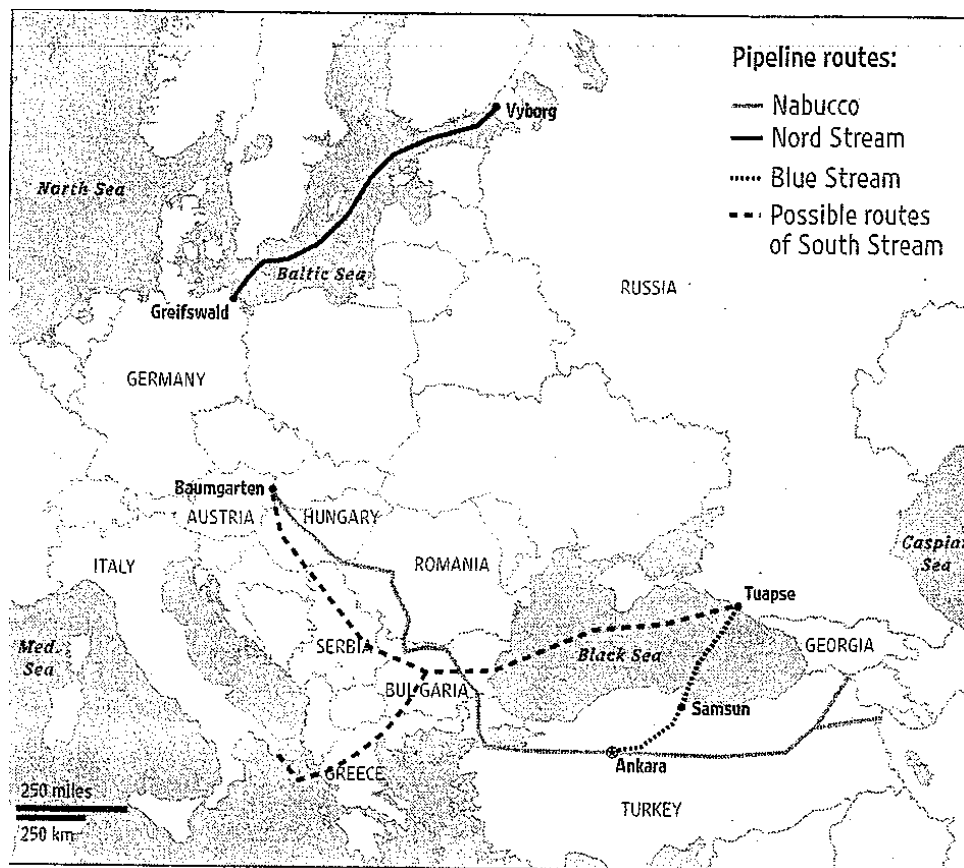 Pipeline routes:
Nabucco
Nord Stream
Blue Stream
Possible routes
of South Stream
Vyborg
North Sea
Baltic Sea
RUSSIA
Greifswald
GERMANY
Baumgarten
AUSTRIA
HUNGARY
ITALY
ROMANIA
Caspian
Sea
Tuapse
Med.
Sea
SERBIA
Black Sea
GEORGIA
BULGARIA
Samsun
GREECE
Ankara
250 miles
250 km
TURKEY